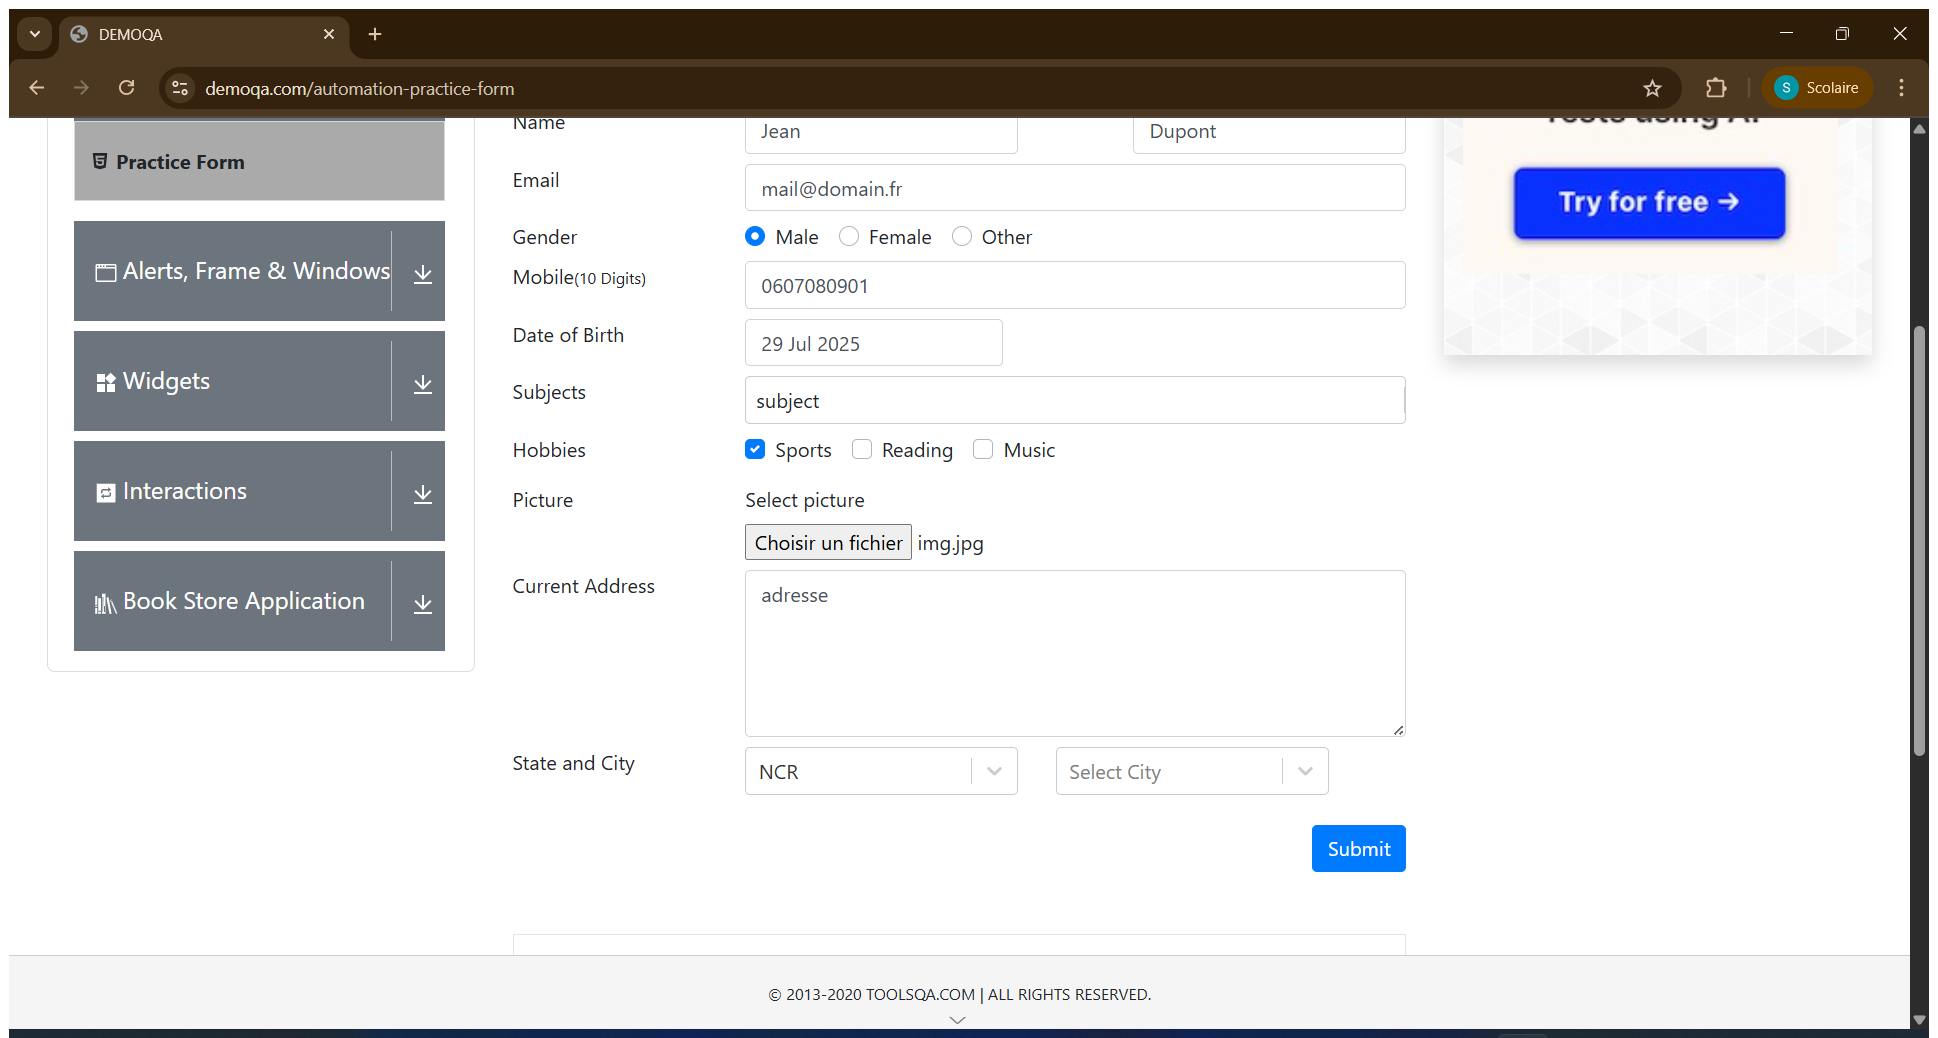 DEMOQA
demoqa.com/automation-practice-form
S Scolaire
Name Jean Dupont
Tests using AI
Practice Form
Try for free →
Email mail@domain.fr
Gender Male Female Other
Alerts, Frame & Windows
Mobile(10 Digits) 0607080901
Date of Birth 29 Jul 2025
Widgets
Subjects subject
Hobbies Sports Reading Music
Interactions
Picture Select picture
Choisir un fichier img.jpg
Current Address adresse
Book Store Application
State and City NCR Select City
Submit
© 2013-2020 TOOLSQA.COM | ALL RIGHTS RESERVED.